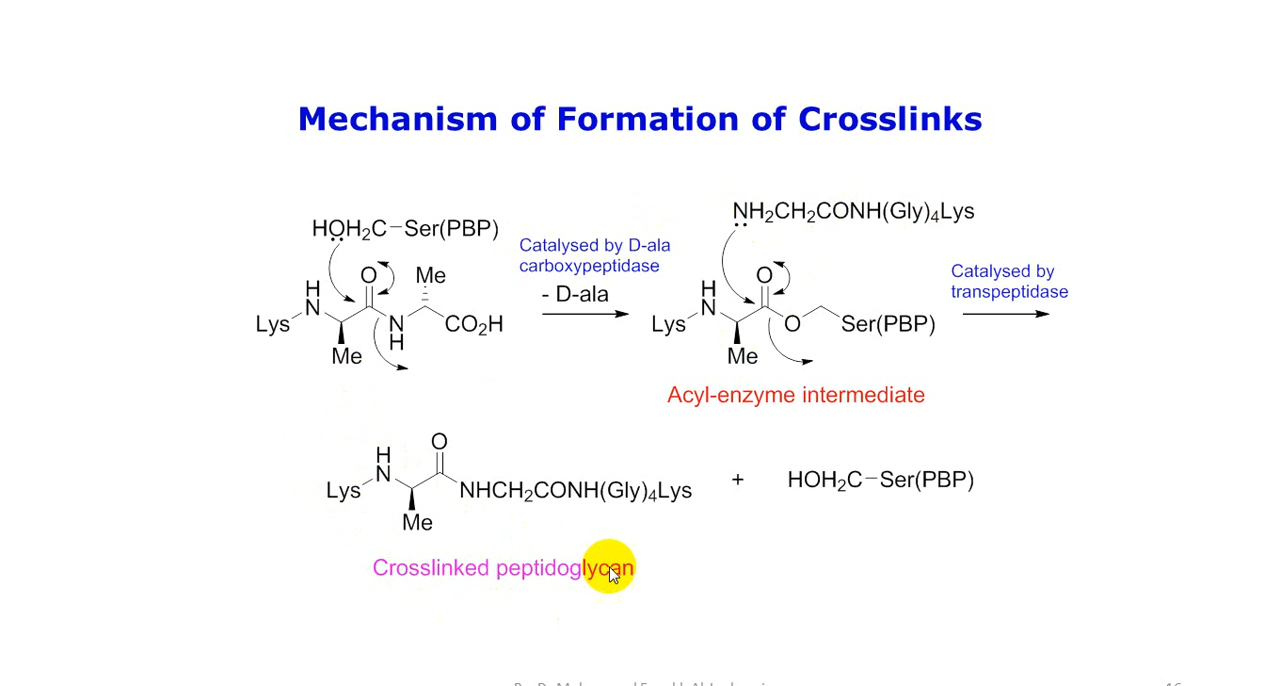 Mechanism of Formation of Crosslinks
HOH₂C–Ser(PBP)
NH₂CH₂CONH(Gly)₄Lys
Catalysed by D-ala
carboxypeptidase
- D-ala
Catalysed by
transpeptidase
O
Me
H
N
Lys
N
H
CO₂H
Me
O
H
N
Lys
O
Ser(PBP)
Me
Acyl-enzyme intermediate
O
H
N
Lys
NHCH₂CONH(Gly)₄Lys
Me
+
HOH₂C–Ser(PBP)
Crosslinked peptidoglycan